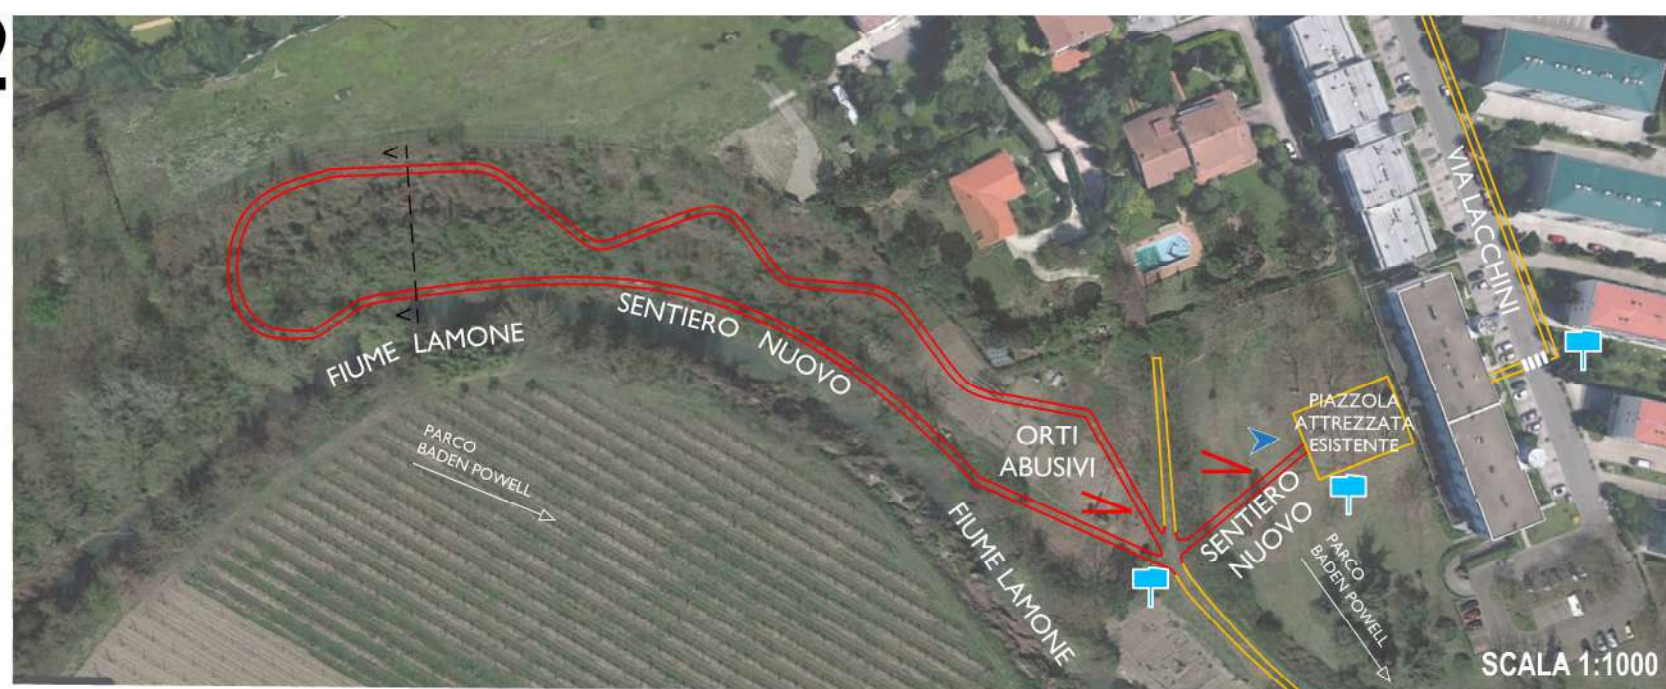 VIA LACCHINI
SENTIERO NUOVO
FIUME LAMONE
PIAZZOLA
ATTREZZATA
ESISTENTE
PARCO
BADEN POWELL
ORTI
ABUSIVI
SENTIERO
NUOVO
FIUME LAMONE
PARCO
BADEN POWELL
SCALA 1:1000